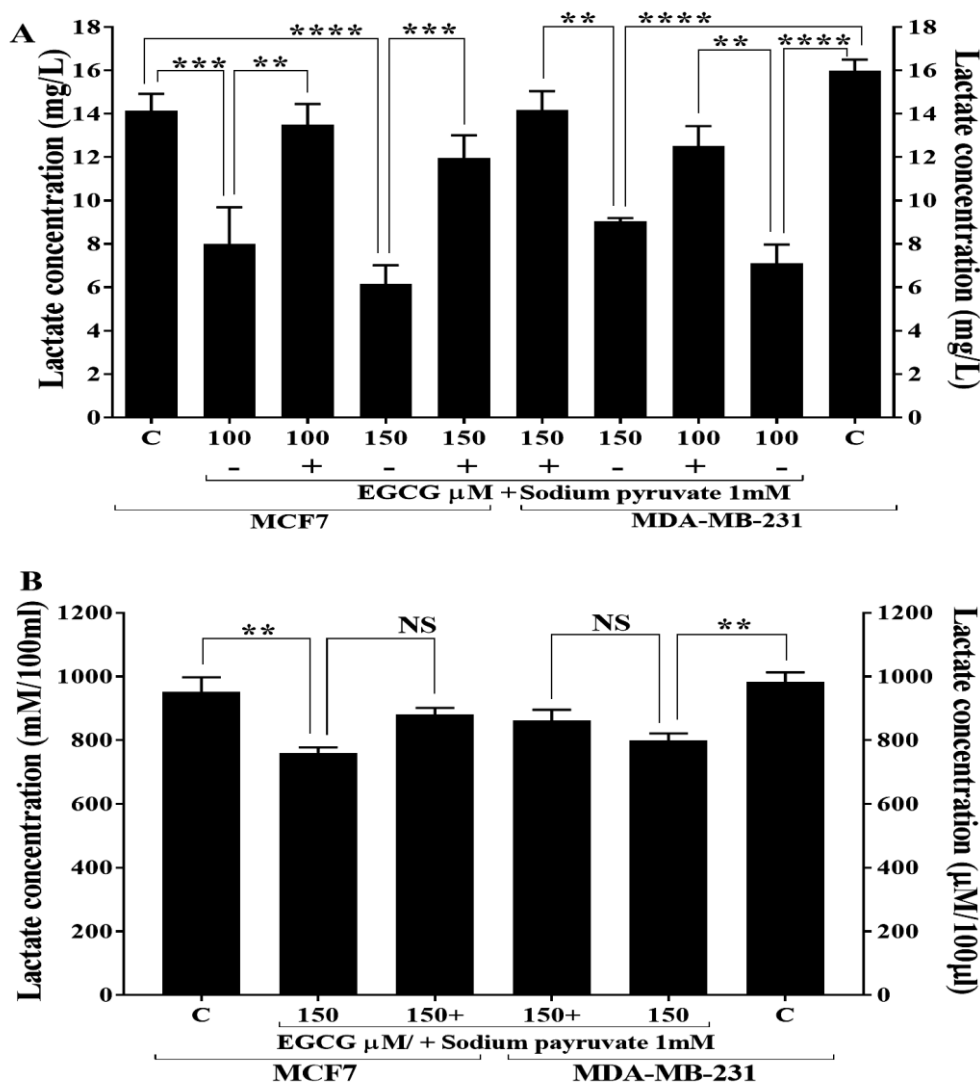 A
**** *** ** ****
*** ** ** ****
Lactate concentration (mg/L)
18
16
14
12
10
8
6
4
2
0
18
16
14
12
10
8
6
4
2
0
Lactate concentration (mg/L)
C 100 100 150 150 150 150 100 100 C
- + - + + - + -
EGCG µM + Sodium pyruvate 1mM
MCF7 MDA-MB-231
B
** NS NS **
Lactate concentration (mM/100ml)
1200
1000
800
600
400
200
0
1200
1000
800
600
400
200
0
Lactate concentration (µM/100µl)
C 150 150+ 150+ 150 C
EGCG µM/ + Sodium payruvate 1mM
MCF7 MDA-MB-231